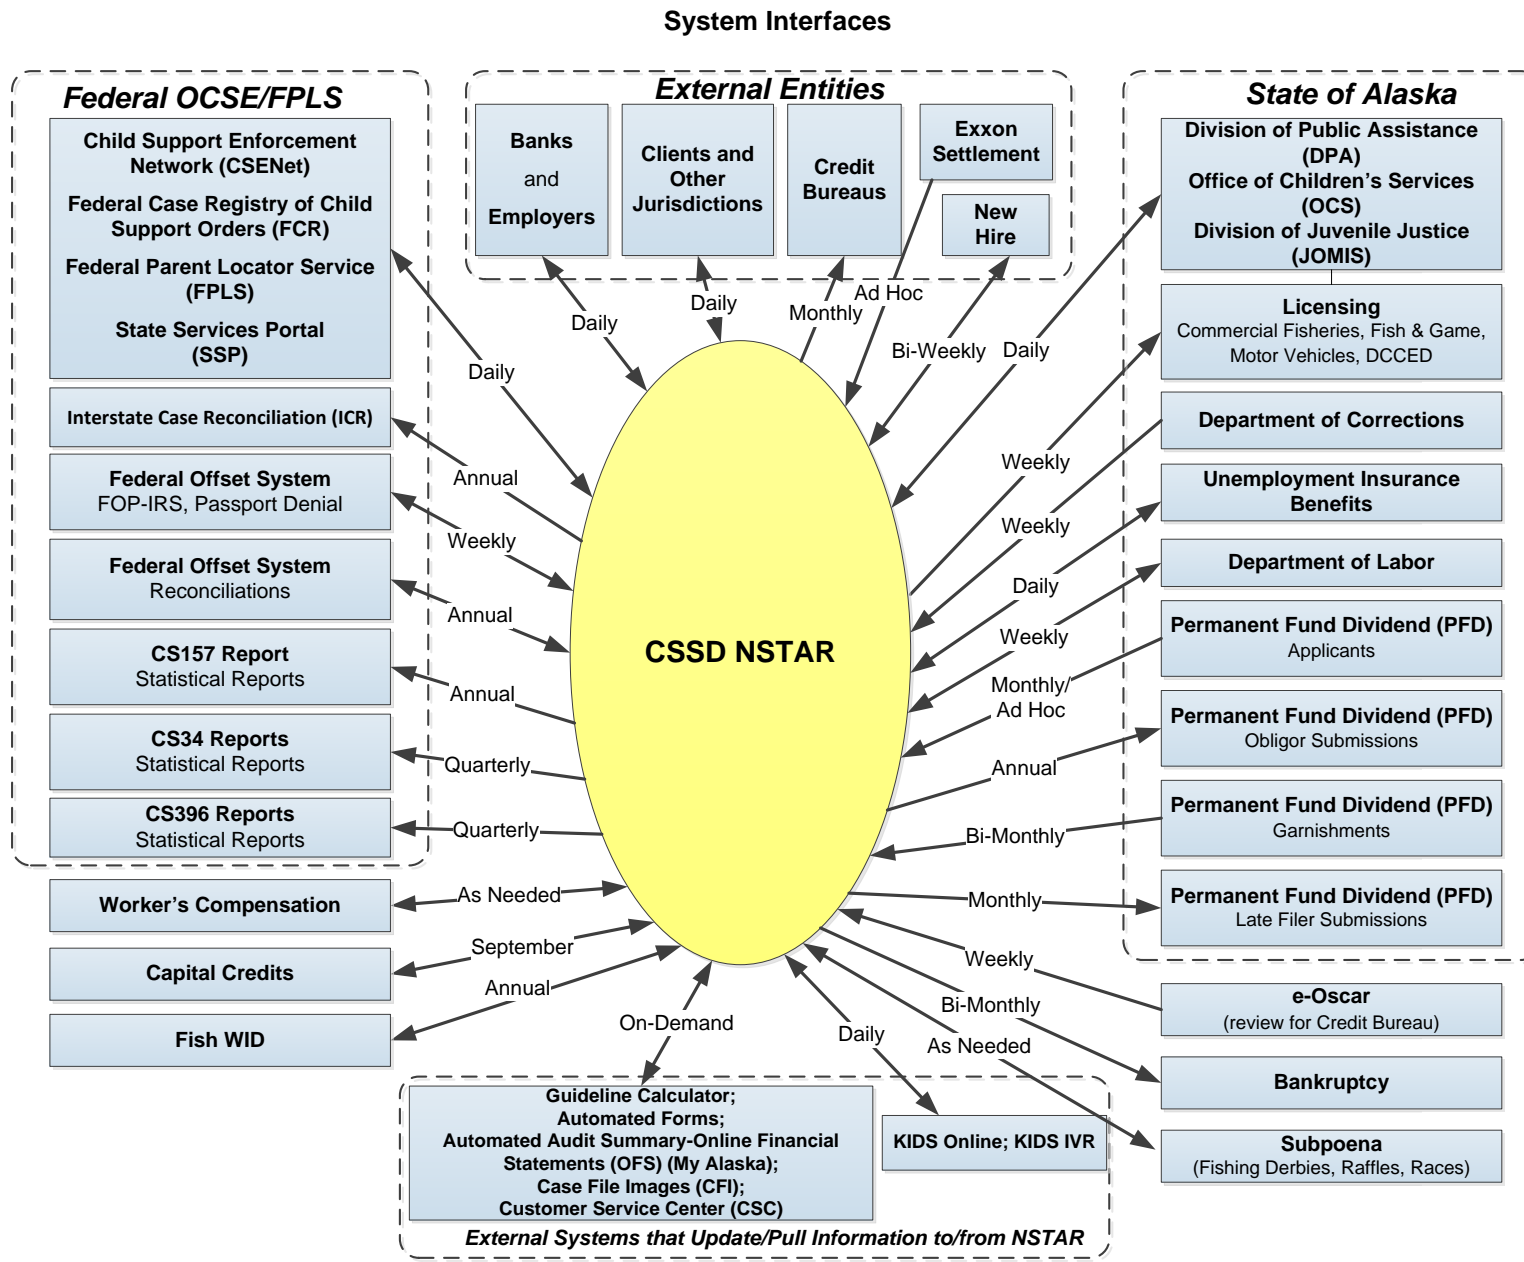 System Interfaces
Federal OCSE/FPLS
Child Support Enforcement
Network (CSENet)
Federal Case Registry of Child
Support Orders (FCR)
Federal Parent Locator Service
(FPLS)
State Services Portal
(SSP)
Interstate Case Reconciliation (ICR)
Federal Offset System
FOP-IRS, Passport Denial
Federal Offset System
Reconciliations
CS157 Report
Statistical Reports
CS34 Reports
Statistical Reports
CS396 Reports
Statistical Reports
Worker's Compensation
Capital Credits
Fish WID
Daily
Annual
Weekly
Annual
Annual
Quarterly
Quarterly
As Needed
September
Annual
External Entities
Banks
and
Employers
Clients and
Other
Jurisdictions
Credit
Bureaus
Exxon
Settlement
New
Hire
Daily
Daily
Monthly
Ad Hoc
Bi-Weekly
CSSD NSTAR
State of Alaska
Division of Public Assistance
(DPA)
Office of Children's Services
(OCS)
Division of Juvenile Justice
(JOMIS)
Licensing
Commercial Fisheries, Fish & Game,
Motor Vehicles, DCCED
Department of Corrections
Unemployment Insurance
Benefits
Department of Labor
Permanent Fund Dividend (PFD)
Applicants
Permanent Fund Dividend (PFD)
Obligor Submissions
Permanent Fund Dividend (PFD)
Garnishments
Permanent Fund Dividend (PFD)
Late Filer Submissions
e-Oscar
(review for Credit Bureau)
Bankruptcy
Subpoena
(Fishing Derbies, Raffles, Races)
Daily
Weekly
Weekly
Daily
Weekly
Monthly/
Ad Hoc
Annual
Bi-Monthly
Monthly
Weekly
Bi-Monthly
As Needed
On-Demand
Daily
Guideline Calculator;
Automated Forms;
Automated Audit Summary-Online Financial
Statements (OFS) (My Alaska);
Case File Images (CFI);
Customer Service Center (CSC)
KIDS Online; KIDS IVR
External Systems that Update/Pull Information to/from NSTAR